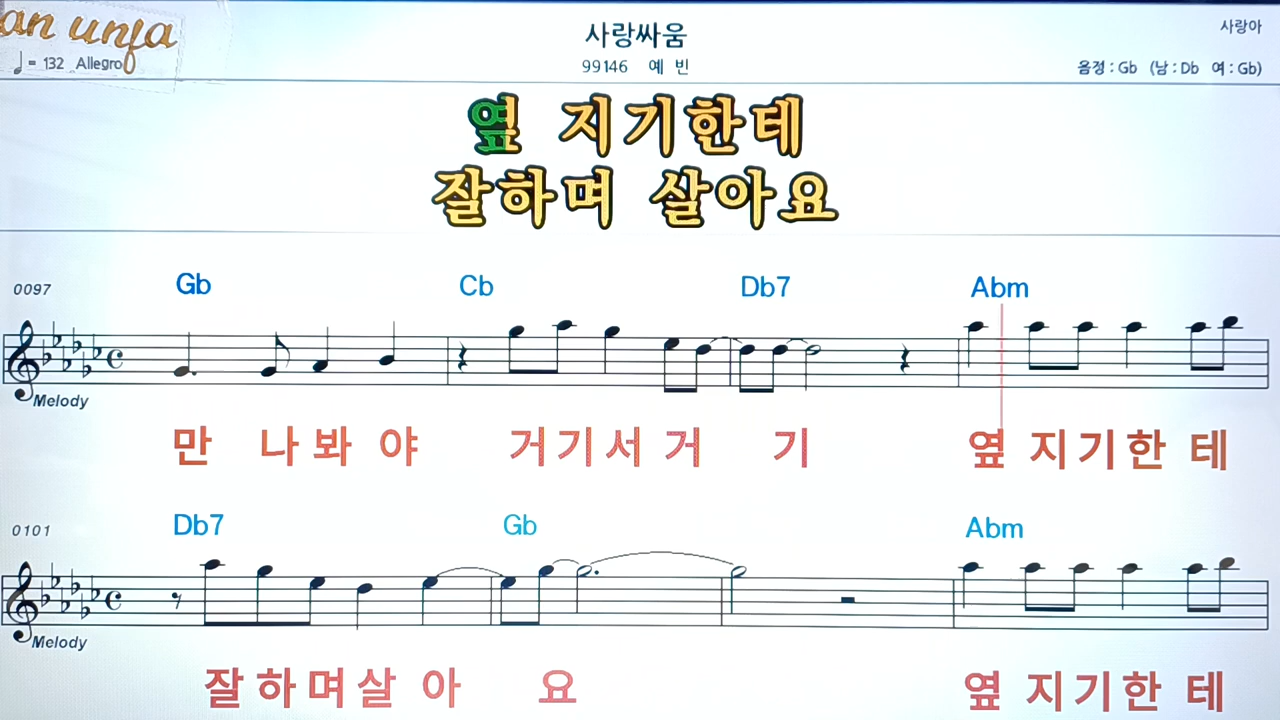 an unja
사랑싸움
사랑아
♩ = 132 Allegro
99146 예 빈
음정 : Gb (남 : Db 여 : Gb)
옆 지기한테
잘하며 살아요
0097
Gb Cb Db7 Abm
Melody
만 나 봐 야 거 기 서 거 기 옆 지 기 한 테
0101
Db7 Gb Abm
Melody
잘 하 며 살 아 요 옆 지 기 한 테